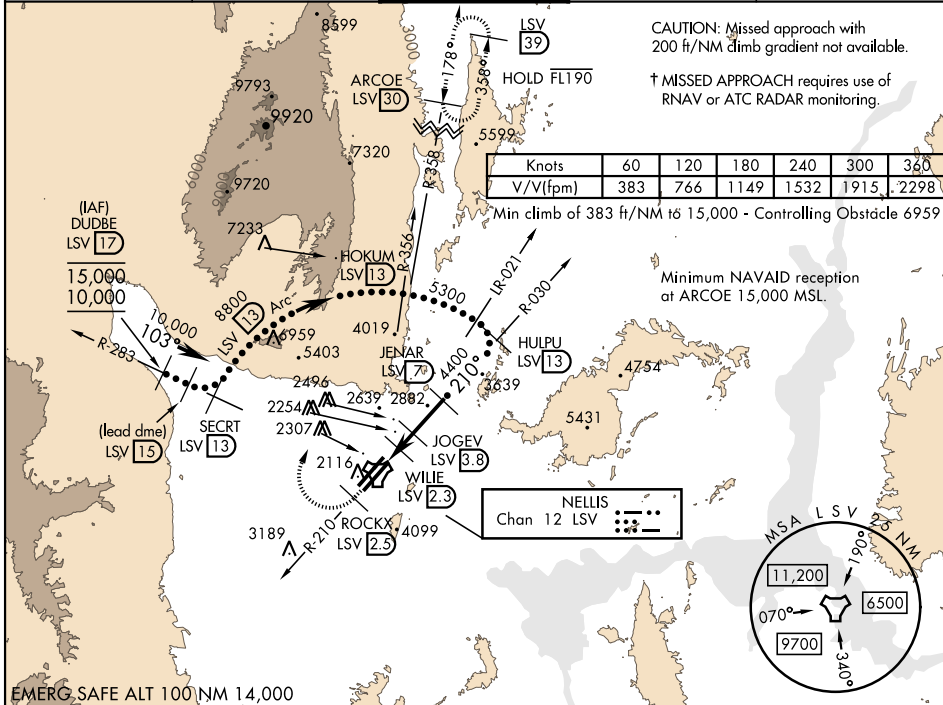 8599
3000
LSV
39
CAUTION: Missed approach with
200 ft/NM climb gradient not available.
† MISSED APPROACH requires use of
RNAV or ATC RADAR monitoring.
178°
358°
HOLD FL190
ARCOE
LSV 30
9793
9920
5599
R-358
7320
6000
9000
9720
Knots 60 120 180 240 300 360
V/V(fpm) 383 766 1149 1532 1915 2298
Min climb of 383 ft/NM to 15,000 - Controlling Obstacle 6959
(IAF)
DUDBE
LSV 17
15,000
10,000
7233
HOKUM
LSV 13
R-356
LR-021
R-030
Minimum NAVAID reception
at ARCOE 15,000 MSL.
8800
LSV 13 Arc
5300
10,000
103°
R-283
6959
5403
4019
JENAR
LSV 7
4400
210°
HULPU
LSV 13
3639
4754
5431
2496
2639
2882
2254
2307
(lead dme)
LSV 15
SECRT
LSV 13
JOGEV
LSV 3.8
2116
WILIE
LSV 2.3
NELLIS
Chan 12 LSV
ROCKX
LSV 2.5
R-210
4099
3189
MSA LSV 25 NM
190°
11,200
6500
070°
9700
340°
EMERG SAFE ALT 100 NM 14,000